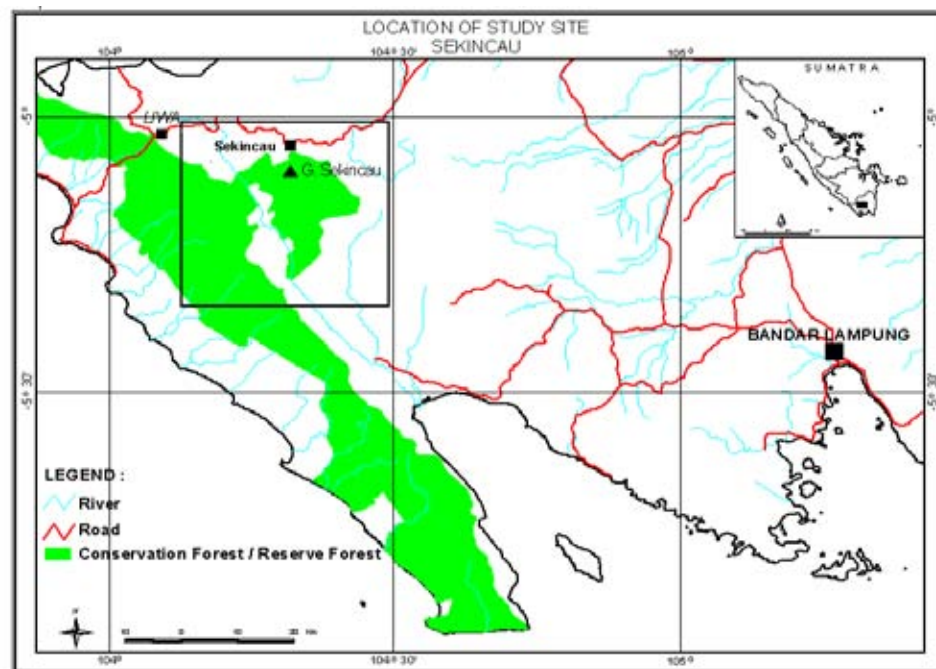 LOCATION OF STUDY SITE
SEKINCAU
104°
104° 30'
105°
SUMATRA
-5°
-5°
LIWA
Sekincau
G. Sekincau
BANDAR LAMPUNG
-5° 30'
-5° 30'
LEGEND :
River
Road
Conservation Forest / Reserve Forest
104°
104° 30'
105°